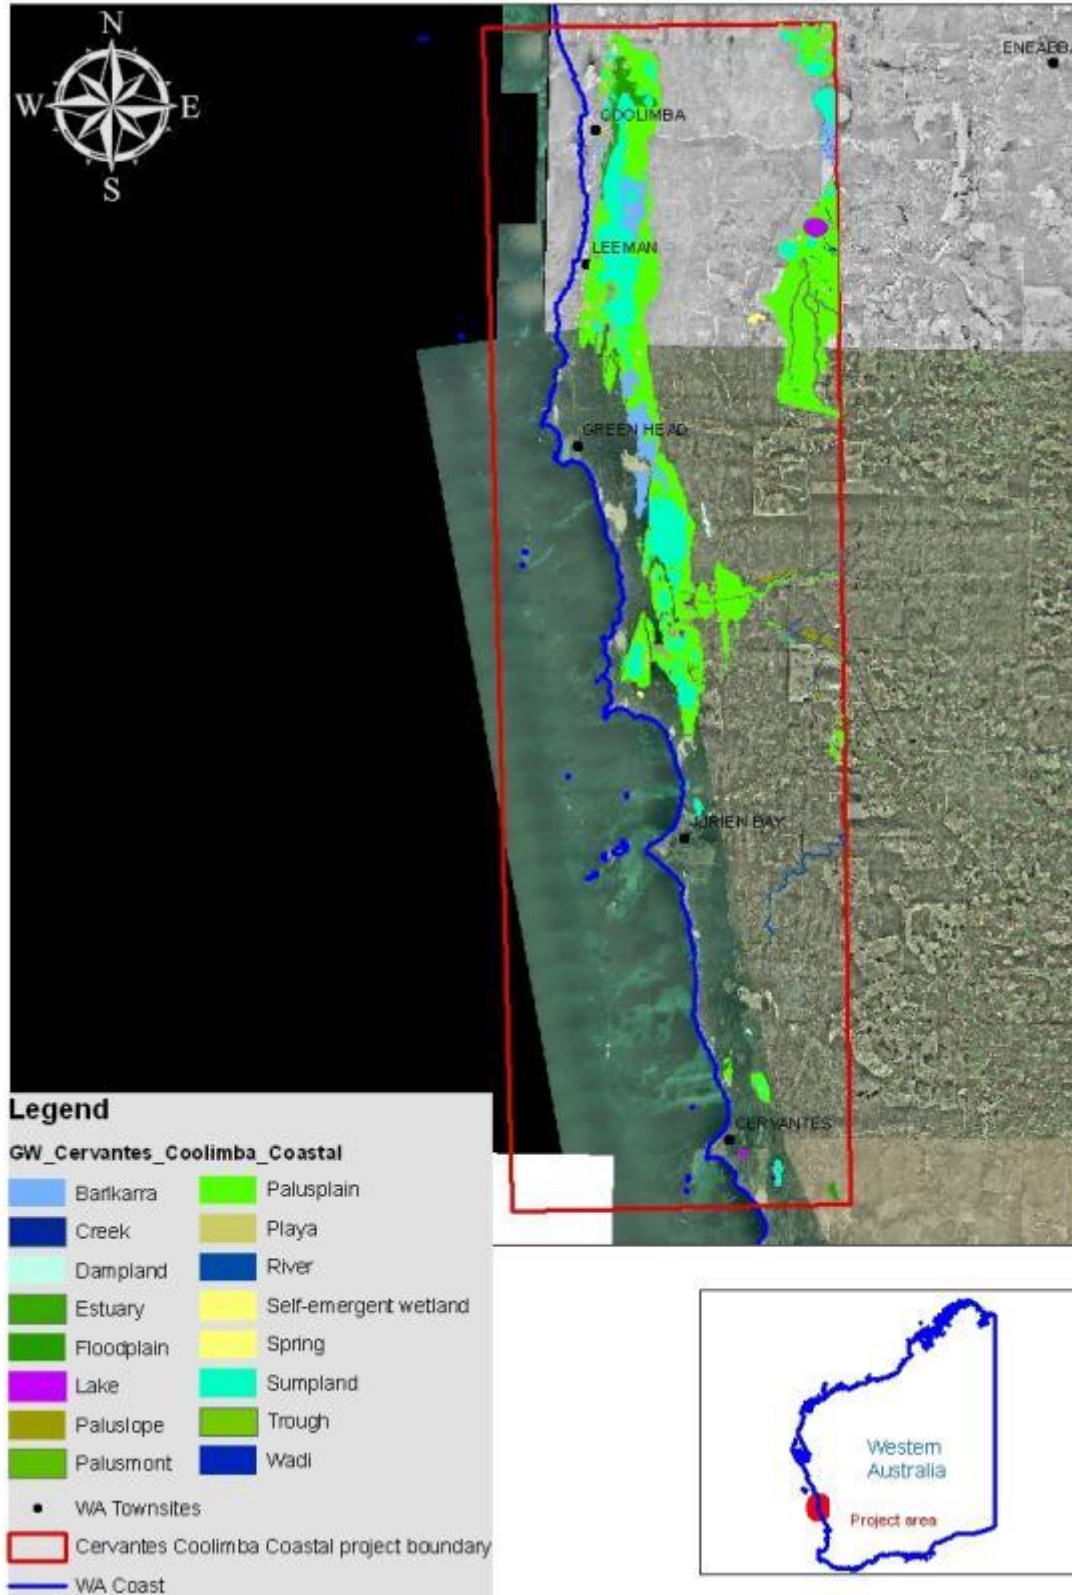 N
W
E
S
ENEABBA
COOLIMBA
LEEMAN
GREEN HEAD
JURIEN BAY
CERVANTES
Legend
GW_Cervantes_Coolimba_Coastal
Barlkarra
Creek
Dampland
Estuary
Floodplain
Lake
Paluslope
Palusmont
Palusplain
Playa
River
Self-emergent wetland
Spring
Sumpland
Trough
Wadi
WA Townsites
Cervantes Coolimba Coastal project boundary
WA Coast
Western
Australia
Project area